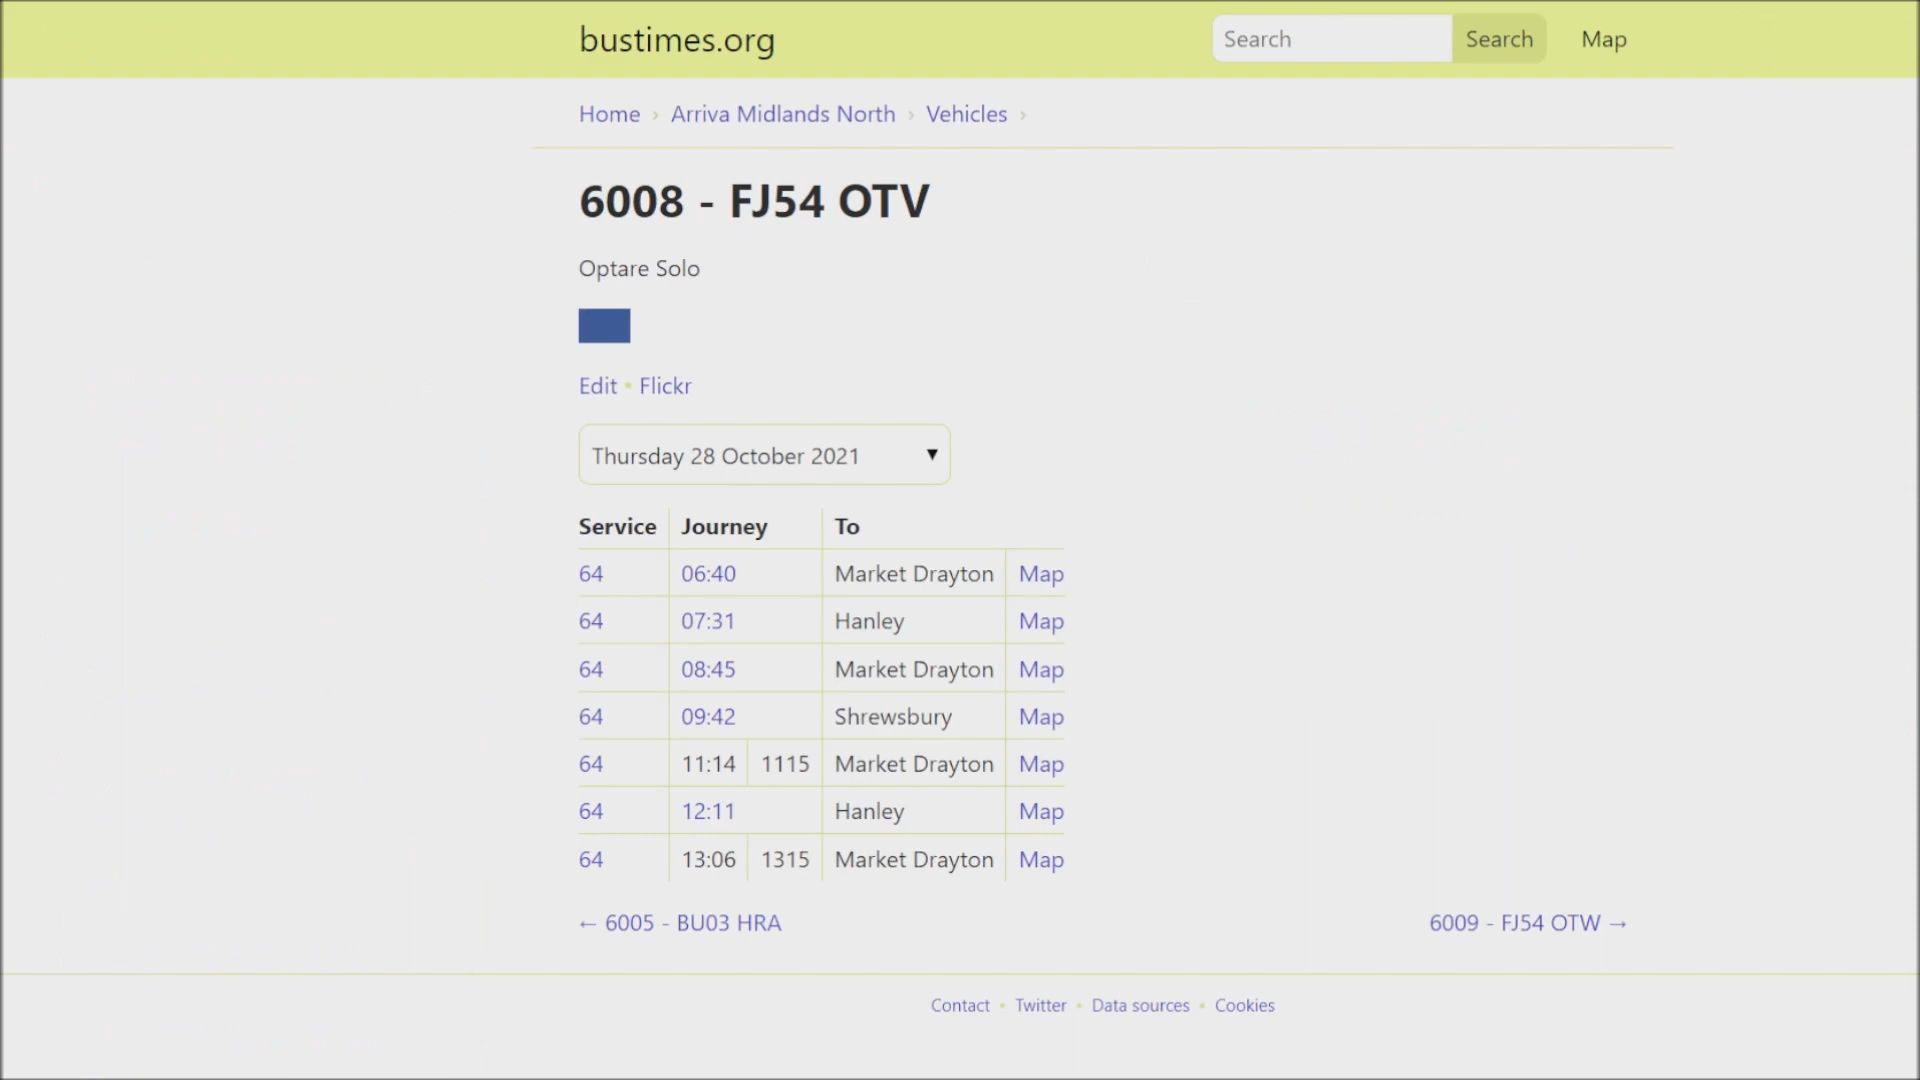 bustimes.org
Search
Search
Map
Home › Arriva Midlands North › Vehicles ›
6008 - FJ54 OTV
Optare Solo
Edit • Flickr
Thursday 28 October 2021 ▼
Service Journey To
64 06:40 Market Drayton Map
64 07:31 Hanley Map
64 08:45 Market Drayton Map
64 09:42 Shrewsbury Map
64 11:14 1115 Market Drayton Map
64 12:11 Hanley Map
64 13:06 1315 Market Drayton Map
← 6005 - BU03 HRA
6009 - FJ54 OTW →
Contact • Twitter • Data sources • Cookies